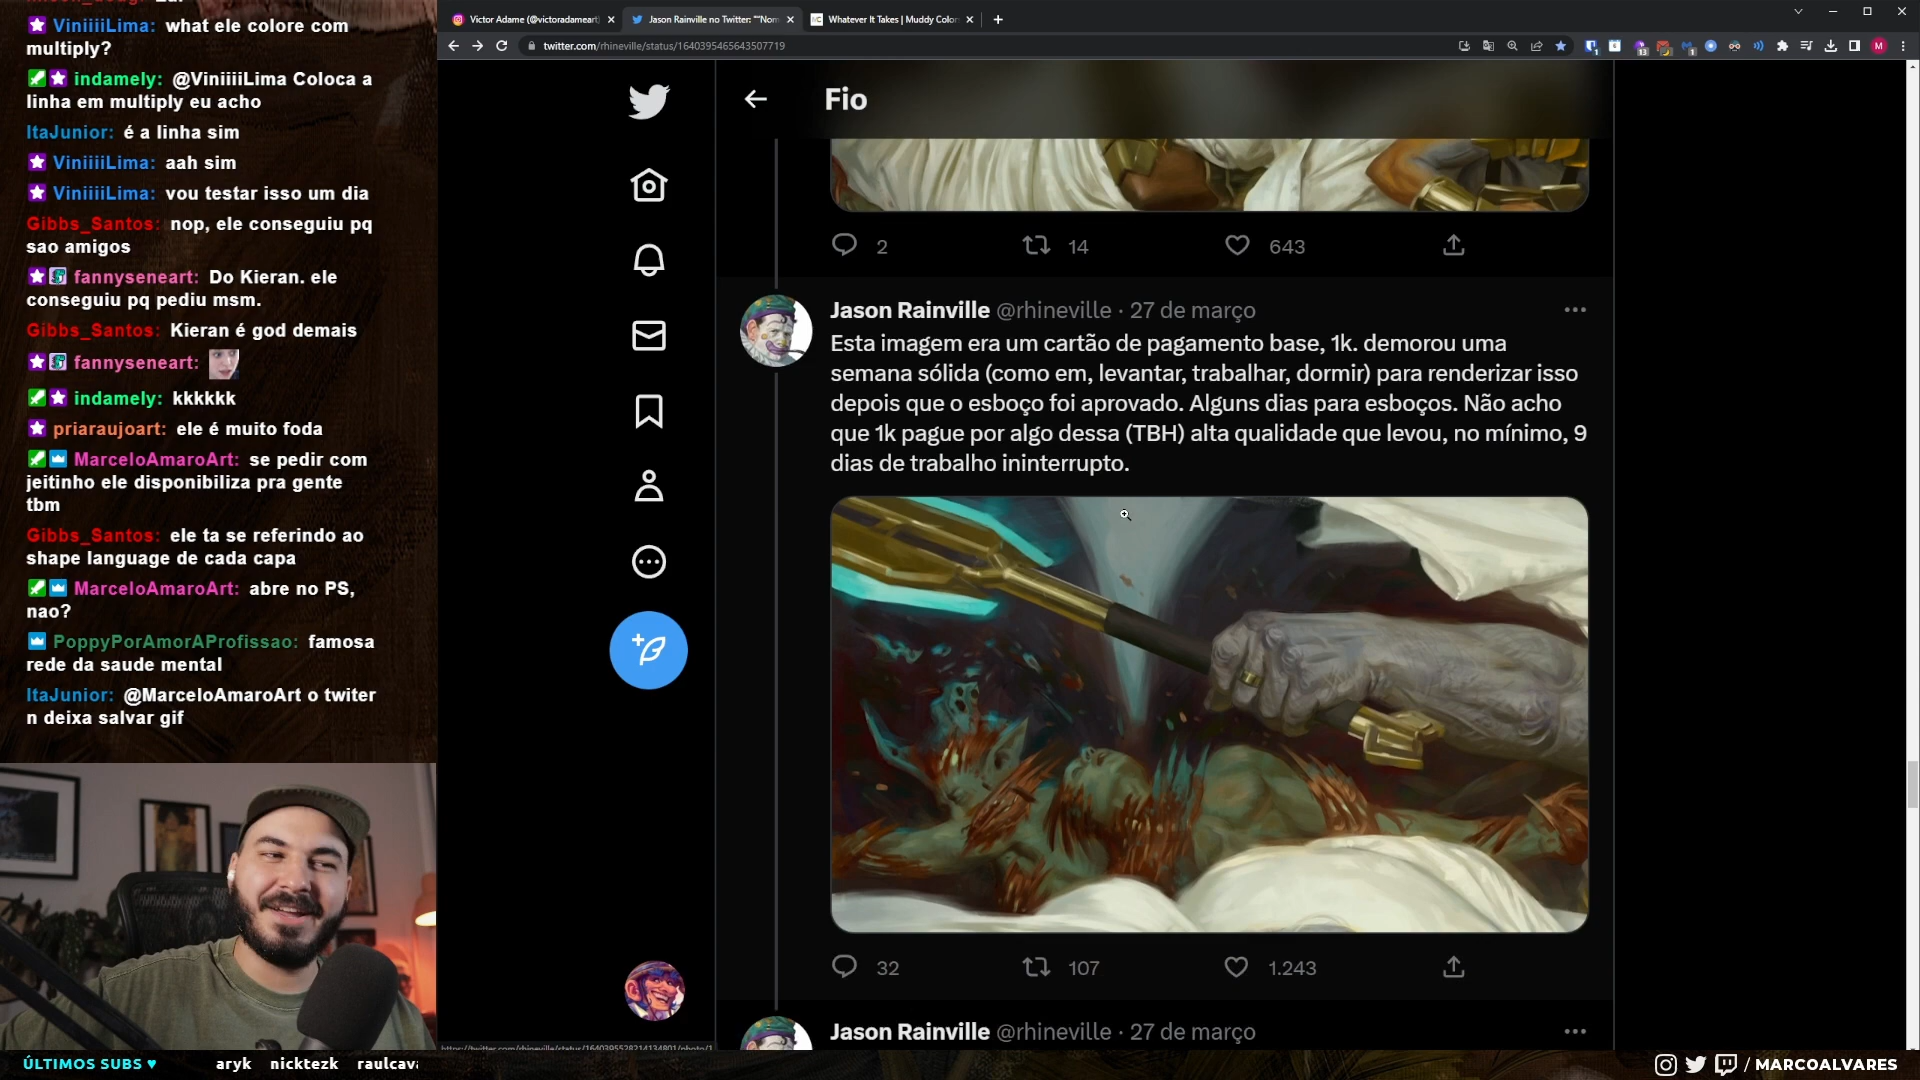 ViniiiiLima: what ele colore com
multiply?
indamely: @ViniiiiLima Coloca a
linha em multiply eu acho
ItaJunior: é a linha sim
ViniiiiLima: aah sim
ViniiiiLima: vou testar isso um dia
Gibbs_Santos: nop, ele conseguiu pq
sao amigos
fannyseneart: Do Kieran. ele
conseguiu pq pediu msm.
Gibbs_Santos: Kieran é god demais
fannyseneart:
indamely: kkkkkk
priaraujoart: ele é muito foda
MarceloAmaroArt: se pedir com
jeitinho ele disponibiliza pra gente
tbm
Gibbs_Santos: ele ta se referindo ao
shape language de cada capa
MarceloAmaroArt: abre no PS,
nao?
PoppyPorAmorAProfissao: famosa
rede da saude mental
ItaJunior: @MarceloAmaroArt o twiter
n deixa salvar gif
Victor Adame (@victoradameart)
Jason Rainville no Twitter: ""Nom
Whatever It Takes | Muddy Color
twitter.com/rhineville/status/1640395465643507719
Fio
2 14 643
Jason Rainville @rhineville · 27 de março
Esta imagem era um cartão de pagamento base, 1k. demorou uma
semana sólida (como em, levantar, trabalhar, dormir) para renderizar isso
depois que o esboço foi aprovado. Alguns dias para esboços. Não acho
que 1k pague por algo dessa (TBH) alta qualidade que levou, no mínimo, 9
dias de trabalho ininterrupto.
32 107 1.243
Jason Rainville @rhineville · 27 de março
ÚLTIMOS SUBS ♥ aryk nicktezk raulcava
/ MARCOALVARES